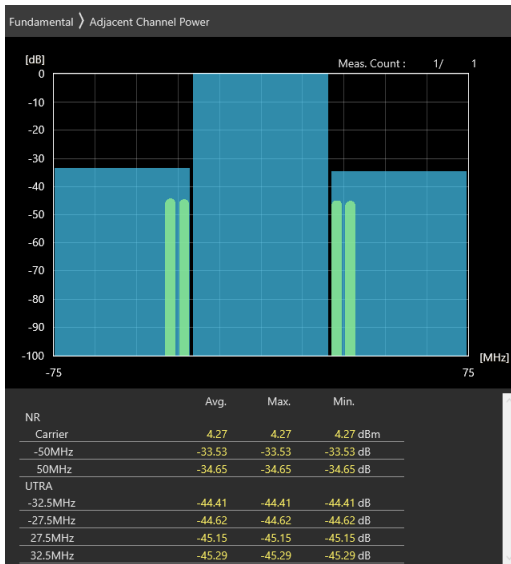 Fundamental 〉 Adjacent Channel Power
[dB]
Meas. Count : 1/ 1
0
-10
-20
-30
-40
-50
-60
-70
-80
-90
-100
[MHz]
-75 75
Avg. Max. Min.
NR
Carrier 4.27 4.27 4.27 dBm
-50MHz -33.53 -33.53 -33.53 dB
50MHz -34.65 -34.65 -34.65 dB
UTRA
-32.5MHz -44.41 -44.41 -44.41 dB
-27.5MHz -44.62 -44.62 -44.62 dB
27.5MHz -45.15 -45.15 -45.15 dB
32.5MHz -45.29 -45.29 -45.29 dB